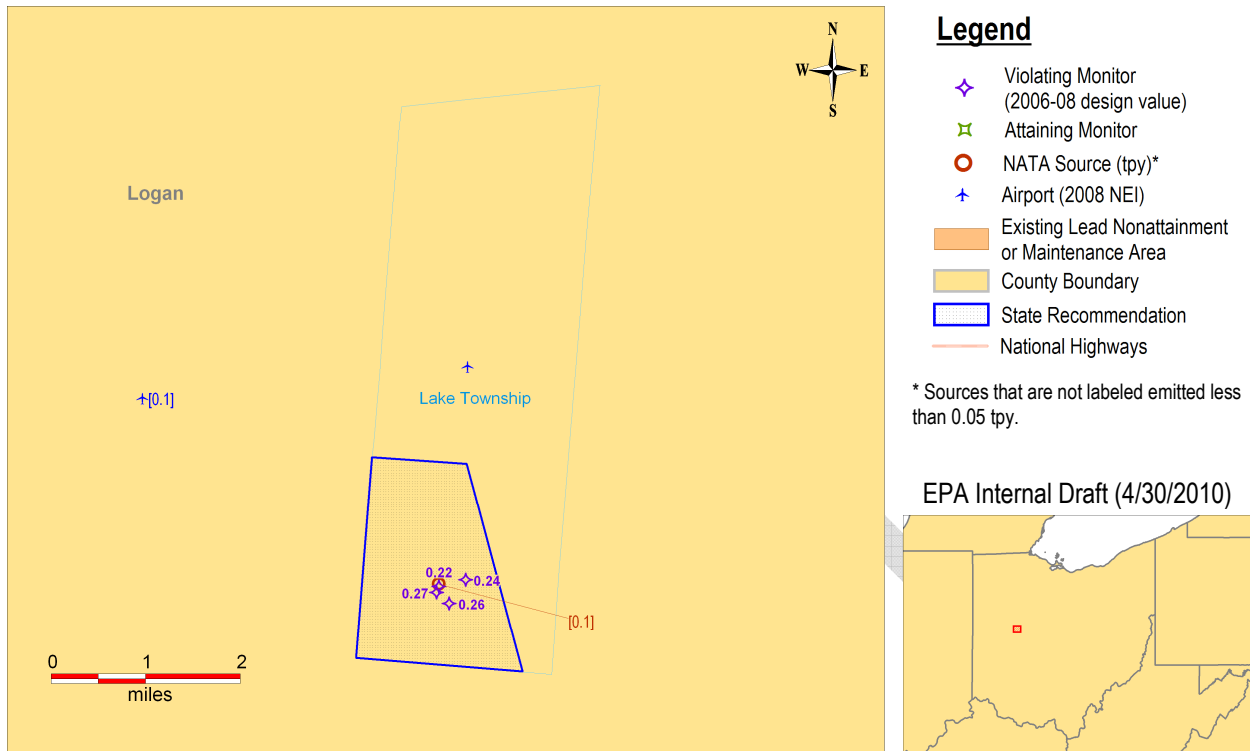 N
W E
S
Logan
[0.1]
Lake Township
0.22
0.24
0.27
0.26
[0.1]
0 1 2
miles
Legend
Violating Monitor
(2006-08 design value)
Attaining Monitor
NATA Source (tpy)*
Airport (2008 NEI)
Existing Lead Nonattainment
or Maintenance Area
County Boundary
State Recommendation
National Highways
* Sources that are not labeled emitted less
than 0.05 tpy.
EPA Internal Draft (4/30/2010)